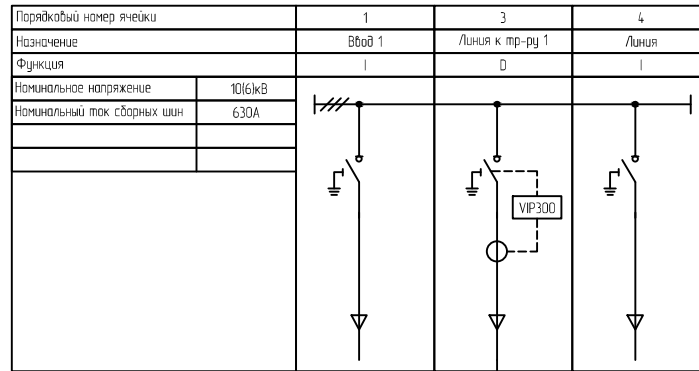 Порядковый номер ячейки 1 3 4
Назначение Ввод 1 Линия к тр-ру 1 Линия
Функция I D I
Номинальное напряжение 10(6)кВ
Номинальный ток сборных шин 630А
VIP300